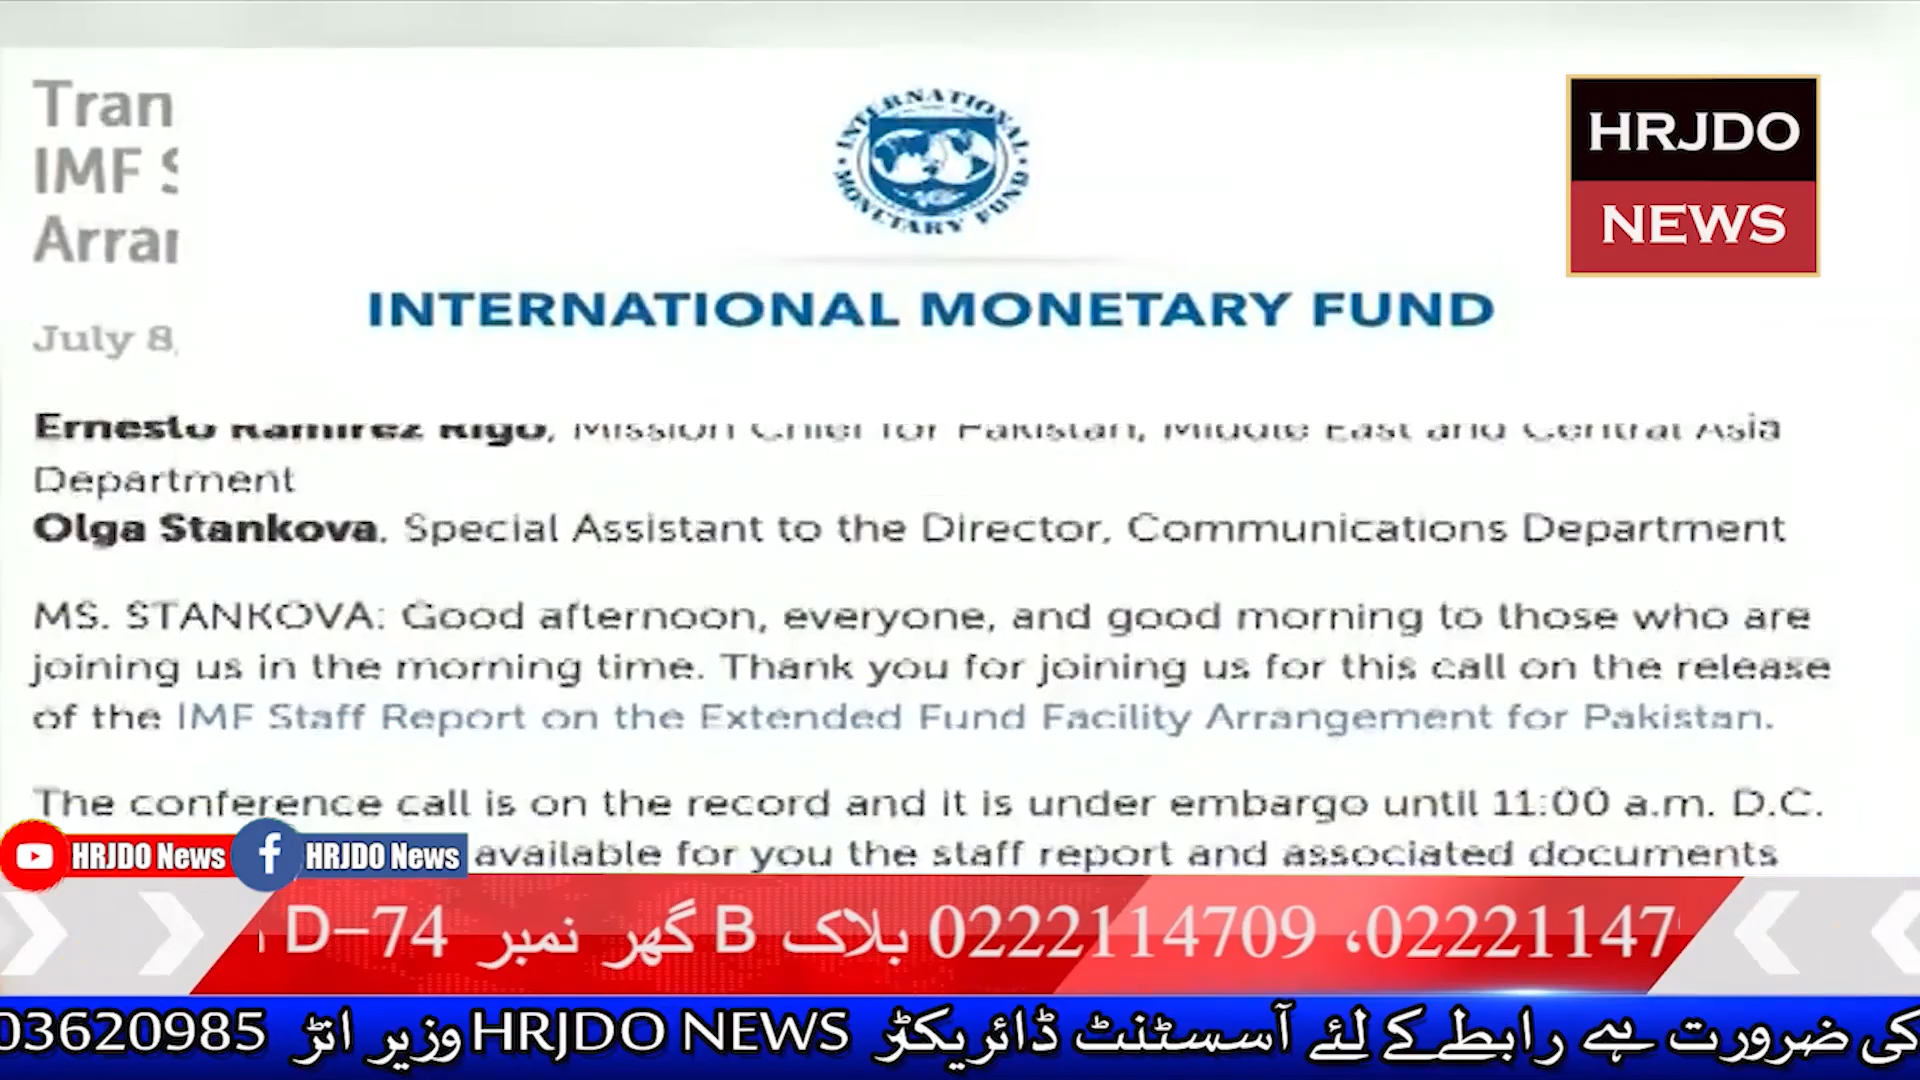 Tran
IMF S
Arrar
July 8,
INTERNATIONAL MONETARY FUND
INTERNATIONAL MONETARY FUND
HRJDO
NEWS
Ernesto Ramirez Rigo, Mission Chief for Pakistan, Middle East and Central Asia
Department
Olga Stankova, Special Assistant to the Director, Communications Department
MS. STANKOVA: Good afternoon, everyone, and good morning to those who are
joining us in the morning time. Thank you for joining us for this call on the release
of the IMF Staff Report on the Extended Fund Facility Arrangement for Pakistan.
The conference call is on the record and it is under embargo until 11:00 a.m. D.C.
available for you the staff report and associated documents
HRJDO News HRJDO News
02221147 ،0222114709 بلاک B گھر نمبر D-74
کی ضرورت ہے رابطے کے لئے آسسٹنٹ ڈائریکٹر HRJDO NEWS وزیر انڑ 03620985